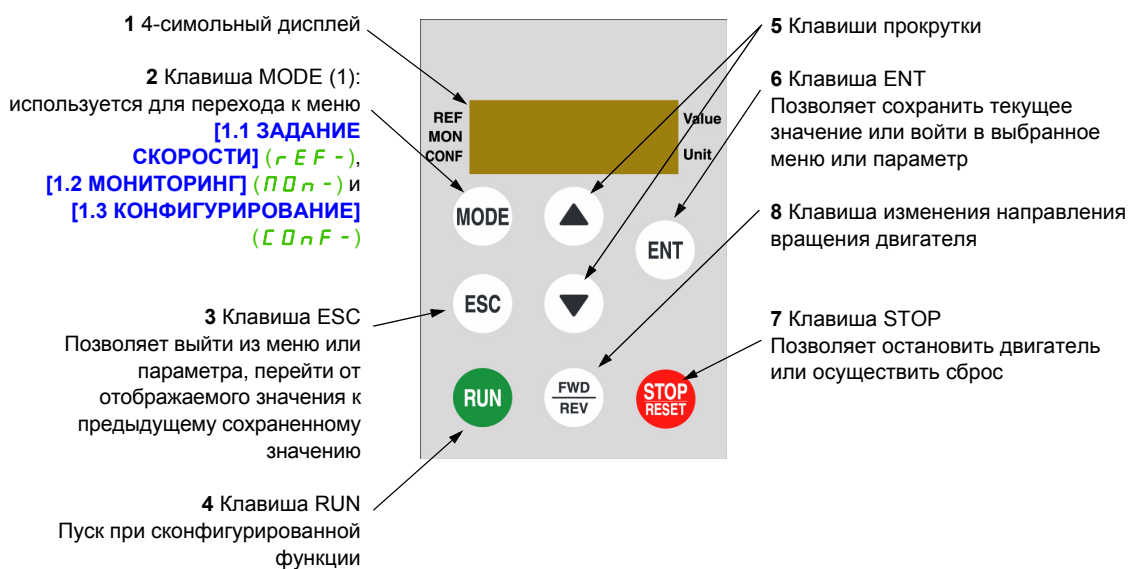 1 4-симольный дисплей
2 Клавиша MODE (1):
используется для перехода к меню
[1.1 ЗАДАНИЕ
СКОРОСТИ] (rEF-),
[1.2 МОНИТОРИНГ] (ПОn-) и
[1.3 КОНФИГУРИРОВАНИЕ]
(COnF-)
3 Клавиша ESC
Позволяет выйти из меню или
параметра, перейти от
отображаемого значения к
предыдущему сохраненному
значению
4 Клавиша RUN
Пуск при сконфигурированной
функции
REF
MON
CONF
Value
Unit
MODE
ENT
ESC
RUN
FWD
REV
STOP
RESET
5 Клавиши прокрутки
6 Клавиша ENT
Позволяет сохранить текущее
значение или войти в выбранное
меню или параметр
8 Клавиша изменения направления
вращения двигателя
7 Клавиша STOP
Позволяет остановить двигатель
или осуществить сброс